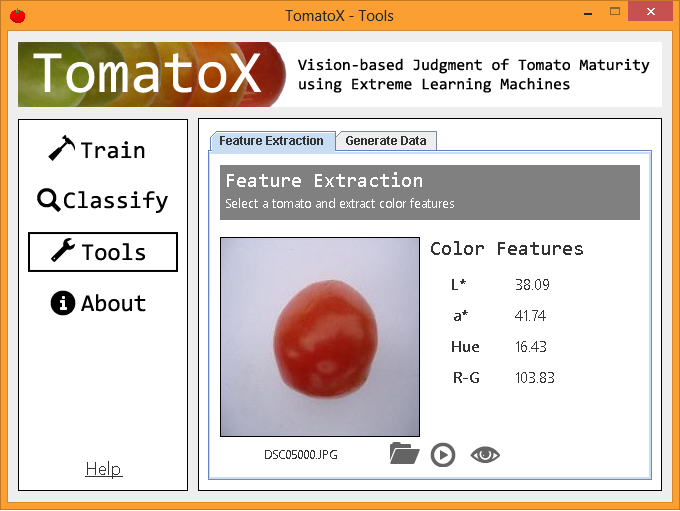 TomatoX - Tools
TomatoX
Vision-based Judgment of Tomato Maturity
using Extreme Learning Machines
Train
Classify
Tools
About
Help
Feature Extraction
Generate Data
Feature Extraction
Select a tomato and extract color features
Color Features
L* 38.09
a* 41.74
Hue 16.43
R-G 103.83
DSC05000.JPG